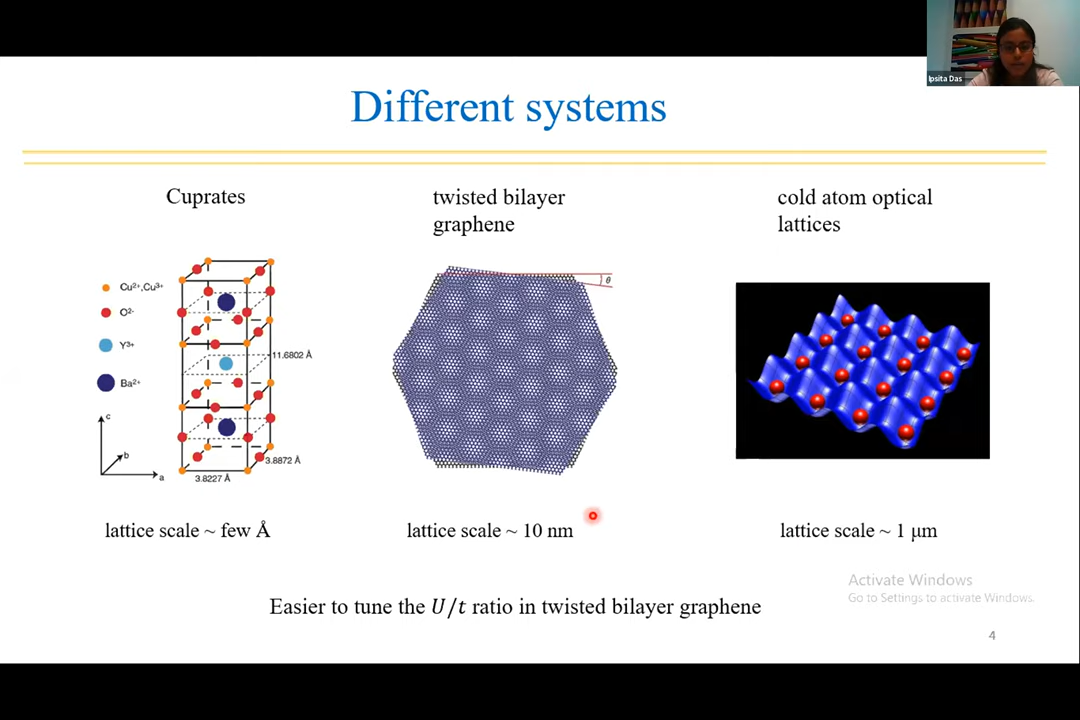 Ipsita Das
Different systems
Cuprates
twisted bilayer
graphene
cold atom optical
lattices
Cu²⁺,Cu³⁺
O²⁻
Y³⁺
Ba²⁺
c
b
a
11.6802 Å
3.8872 Å
3.8227 Å
θ
lattice scale ~ few Å
lattice scale ~ 10 nm
lattice scale ~ 1 μm
Easier to tune the U/t ratio in twisted bilayer graphene
Activate Windows
Go to Settings to activate Windows.
4